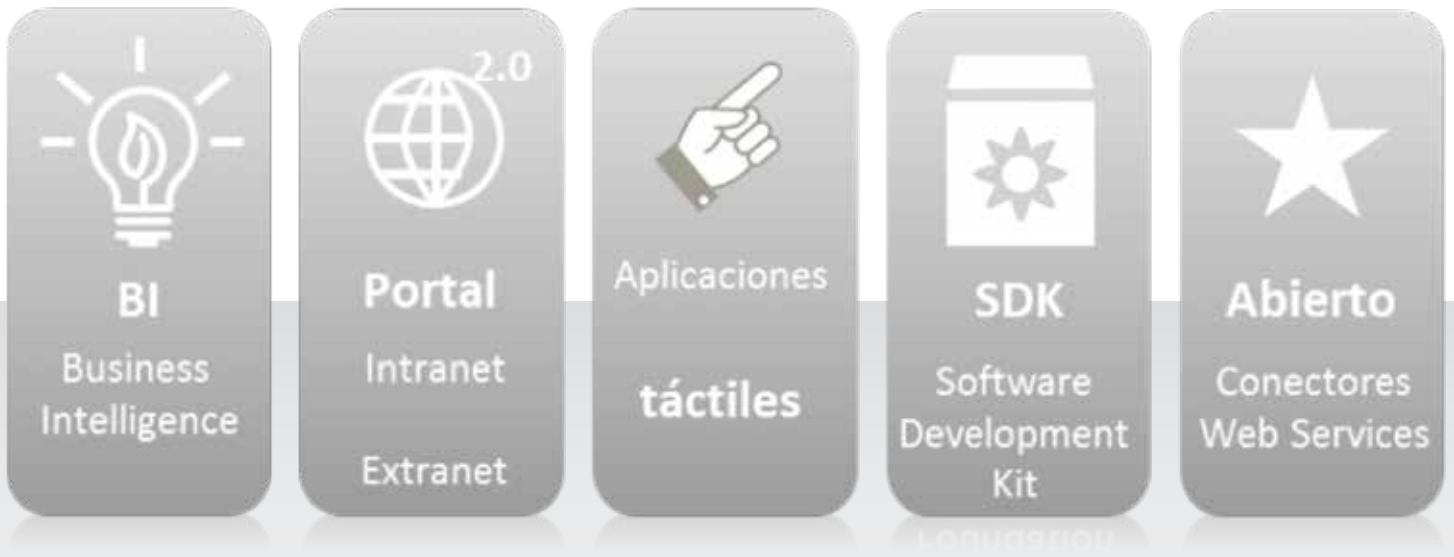 BI
Business
Intelligence
2.0
Portal
Intranet
Extranet
Aplicaciones
táctiles
SDK
Software
Development
Kit
Abierto
Conectores
Web Services